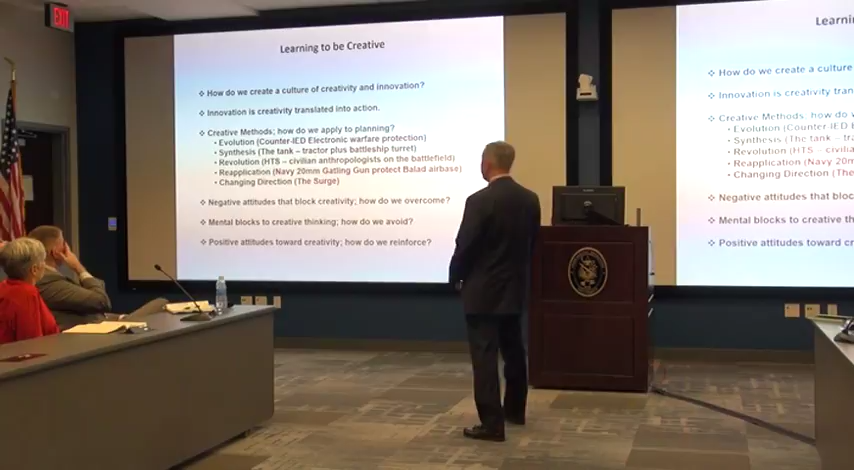 EXIT
Learning to be Creative
❖ How do we create a culture of creativity and innovation?
❖ Innovation is creativity translated into action.
❖ Creative Methods; how do we apply to planning?
• Evolution (Counter-IED Electronic warfare protection)
• Synthesis (The tank – tractor plus battleship turret)
• Revolution (HTS – civilian anthropologists on the battlefield)
• Reapplication (Navy 20mm Gatling Gun protect Balad airbase)
• Changing Direction (The Surge)
❖ Negative attitudes that block creativity; how do we overcome?
❖ Mental blocks to creative thinking; how do we avoid?
❖ Positive attitudes toward creativity; how do we reinforce?
Learni
❖ How do we create a culture
❖ Innovation is creativity tran
❖ Creative Methods; how do w
• Evolution (Counter-IED E
• Synthesis (The tank – tra
• Revolution (HTS – civilia
• Reapplication (Navy 20m
• Changing Direction (The
❖ Negative attitudes that bloc
❖ Mental blocks to creative th
❖ Positive attitudes toward cr